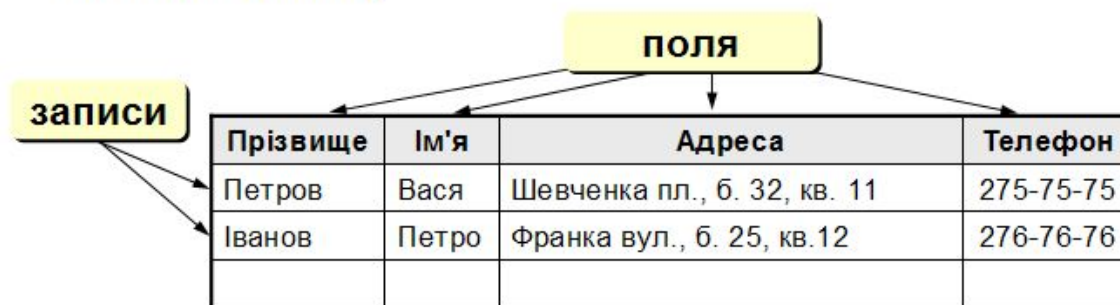 поля
записи
Прізвище Ім'я Адреса Телефон
Петров Вася Шевченка пл., б. 32, кв. 11 275-75-75
Іванов Петро Франка вул., б. 25, кв.12 276-76-76